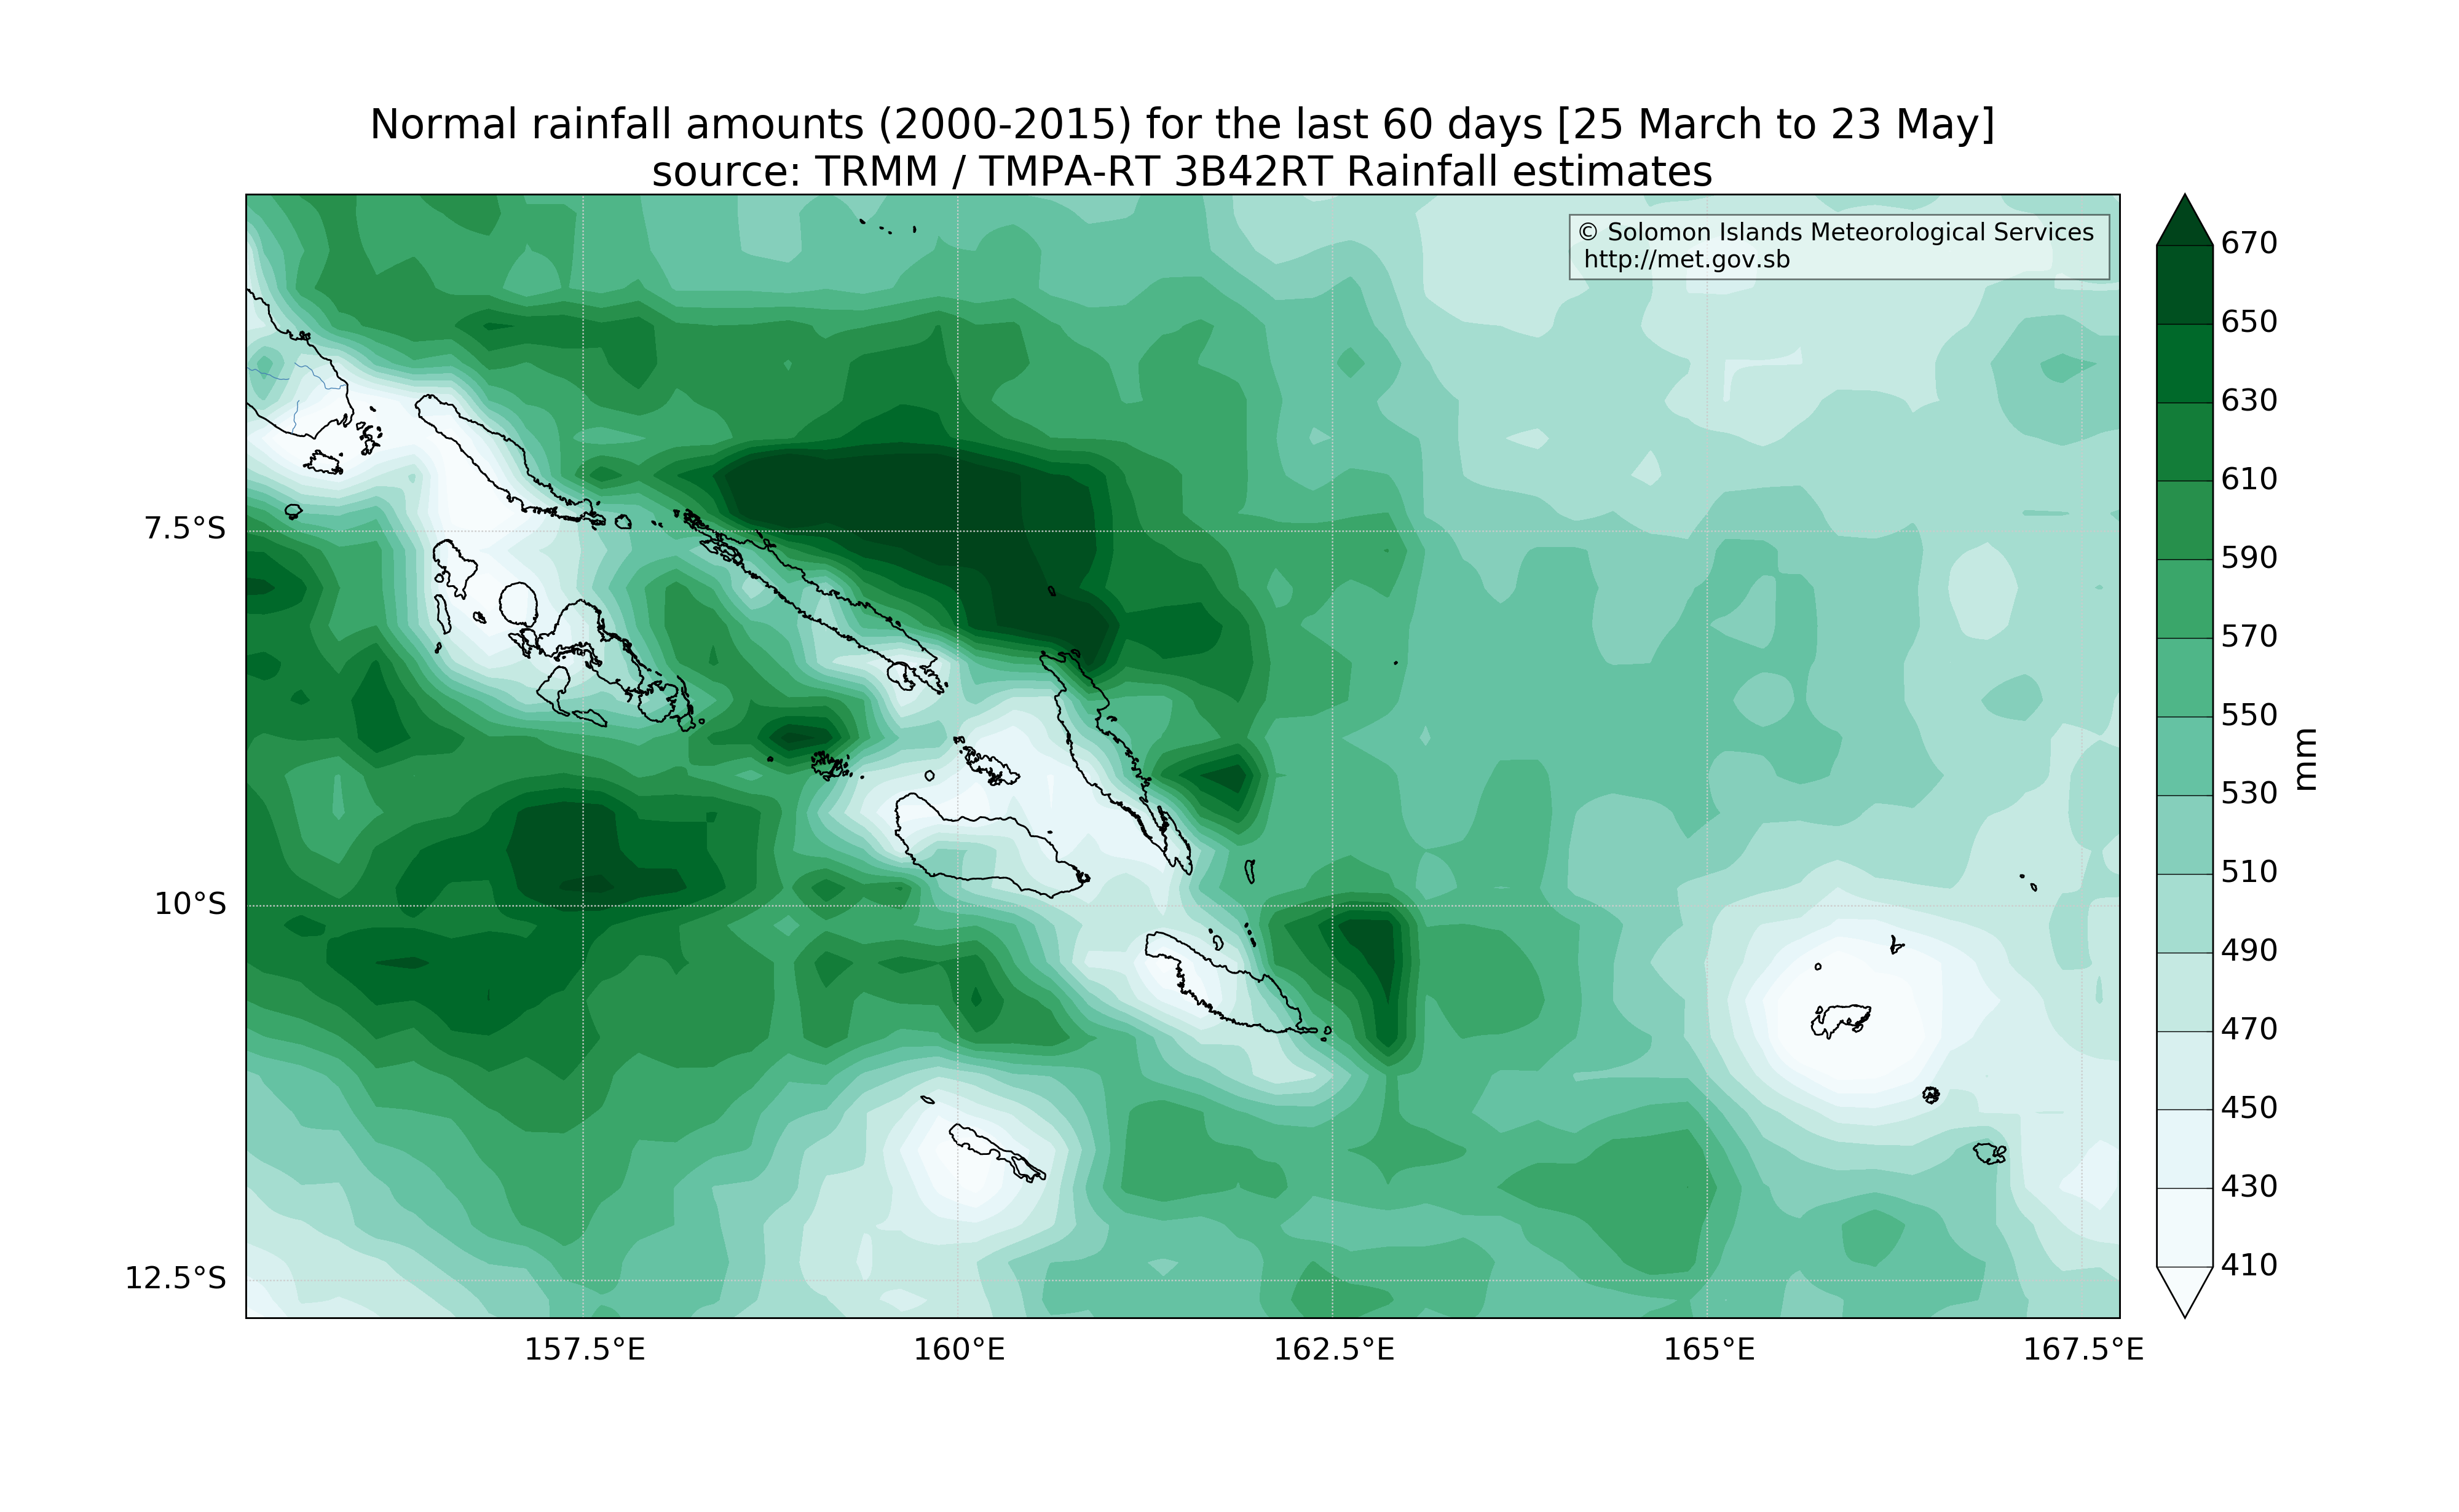 Normal rainfall amounts (2000-2015) for the last 60 days [25 March to 23 May]
source: TRMM / TMPA-RT 3B42RT Rainfall estimates
© Solomon Islands Meteorological Services
http://met.gov.sb
670
650
630
610
590
570
550
530
510
490
470
450
430
410
mm
7.5°S
10°S
12.5°S
157.5°E
160°E
162.5°E
165°E
167.5°E